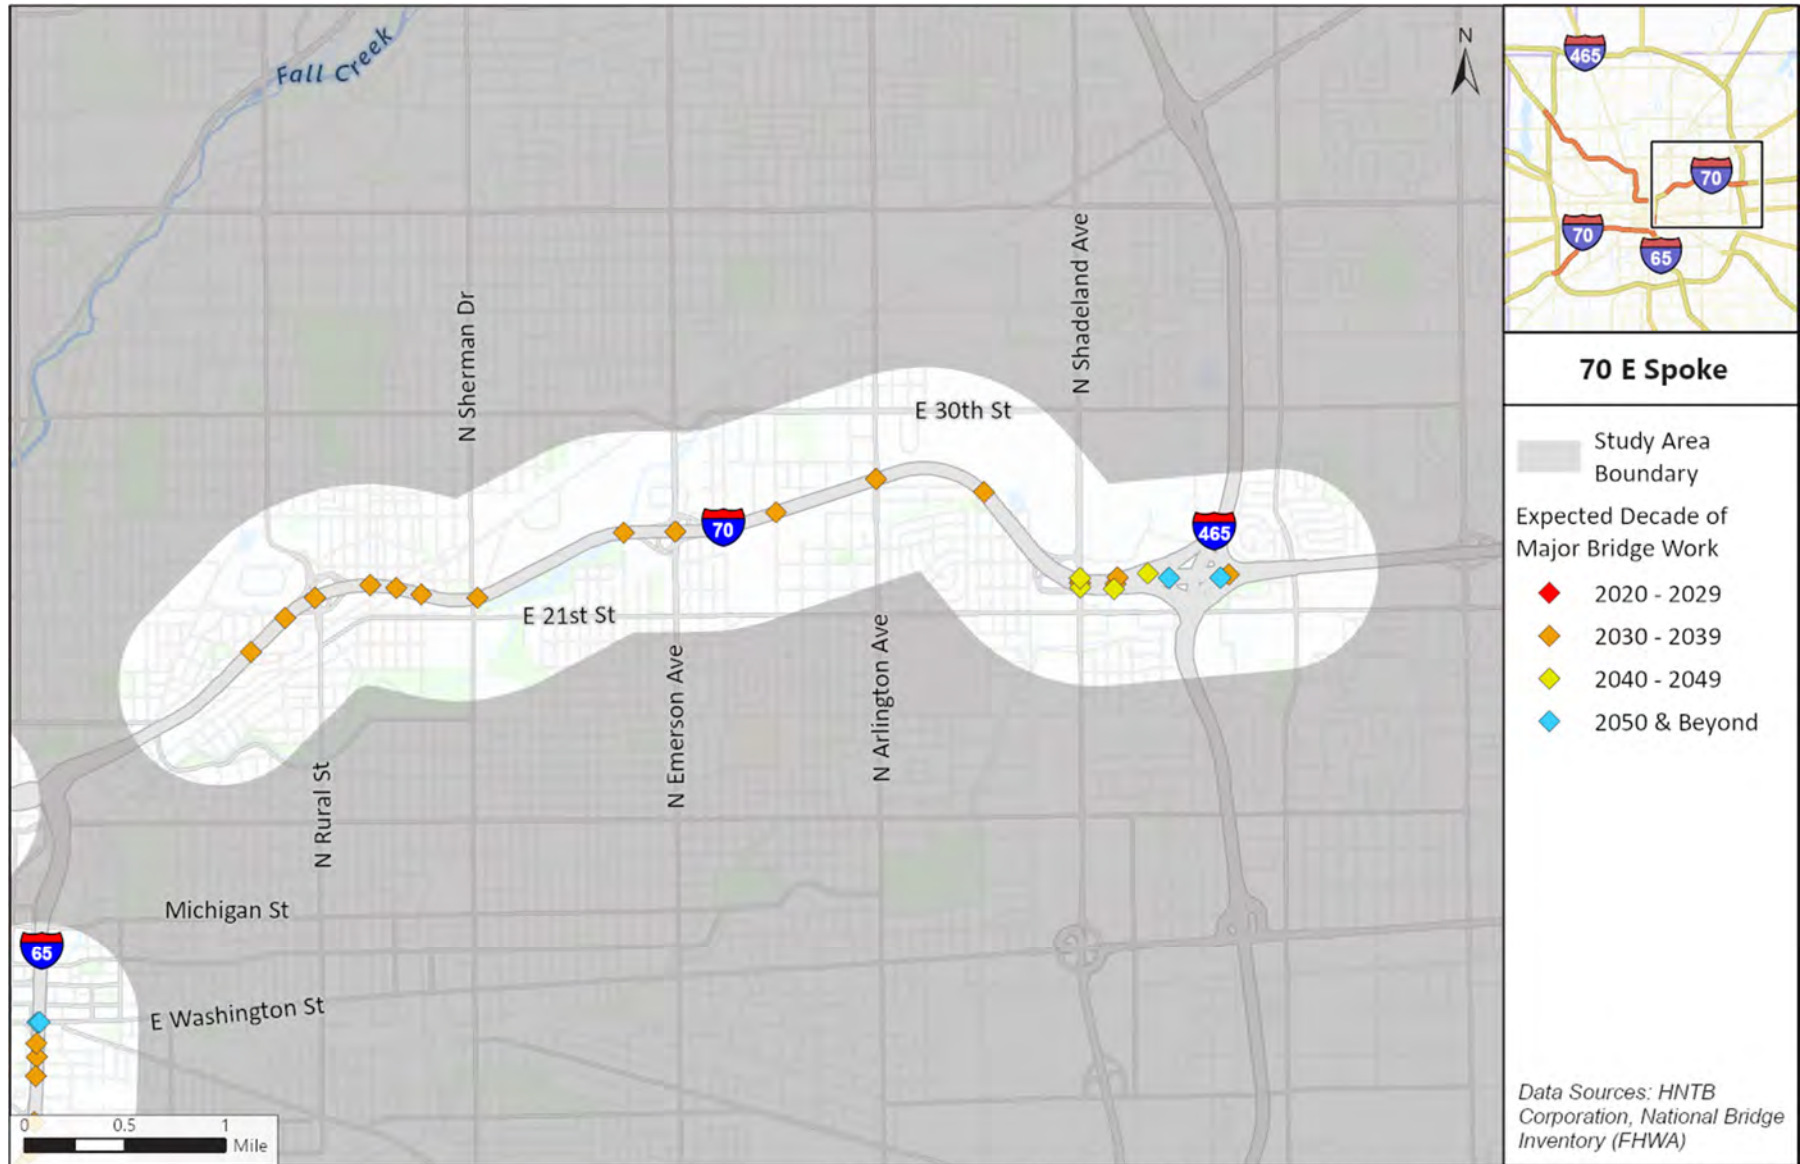 Fall Creek
N
N Sherman Dr
N Shadeland Ave
E 30th St
70
465
E 21st St
N Emerson Ave
N Arlington Ave
N Rural St
Michigan St
65
E Washington St
0 0.5 1
Mile
465
70
70
65
70 E Spoke
Study Area
Boundary
Expected Decade of
Major Bridge Work
2020 - 2029
2030 - 2039
2040 - 2049
2050 & Beyond
Data Sources: HNTB
Corporation, National Bridge
Inventory (FHWA)